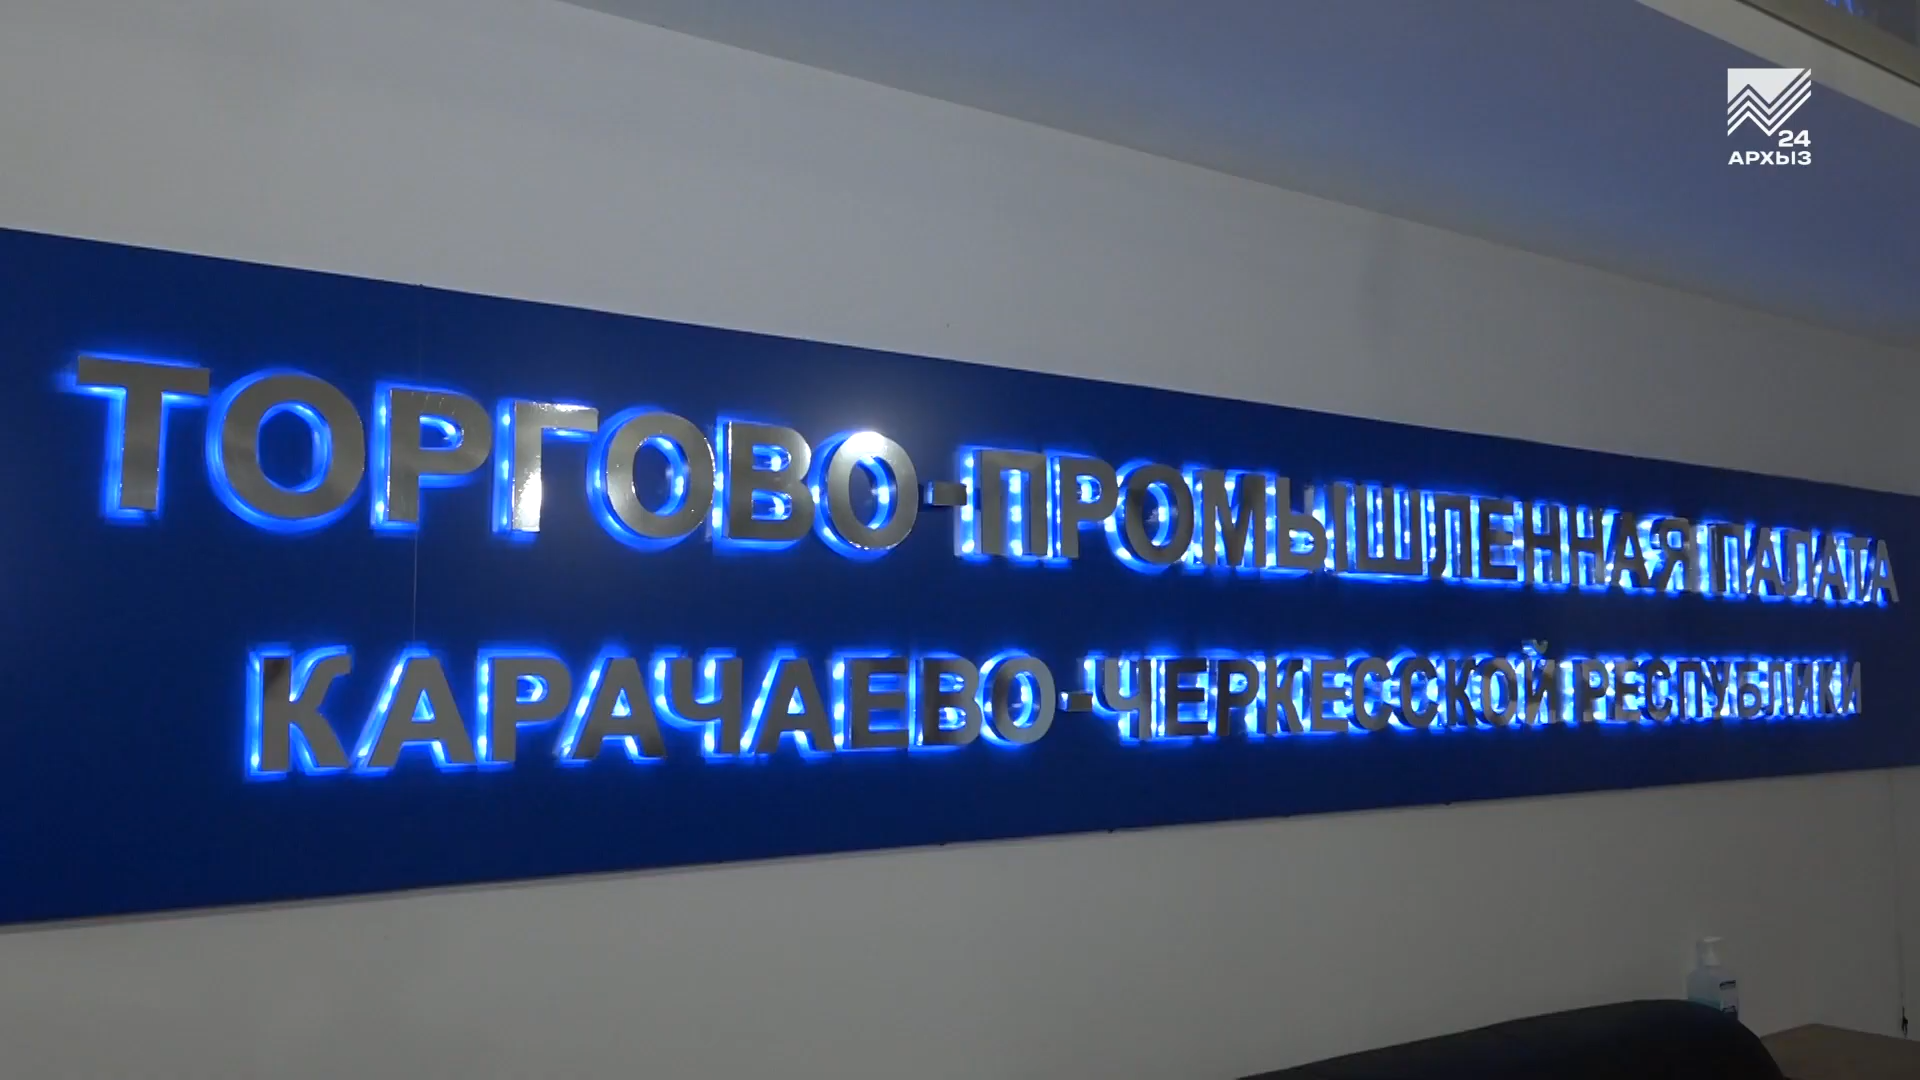 24
АРХЫЗ
ТОРГОВО-ПРОМЫШЛЕННАЯ ПАЛАТА
КАРАЧАЕВО-ЧЕРКЕССКОЙ РЕСПУБЛИКИ